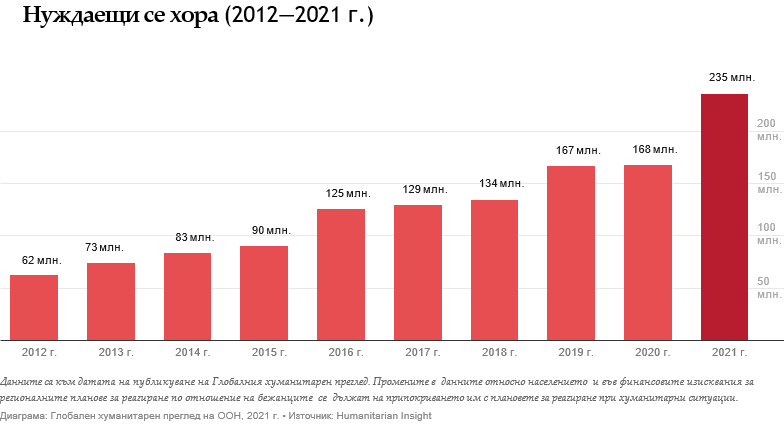 Нуждаещи се хора (2012—2021 г.)
235 млн.
200
млн.
167 млн.
168 млн.
150
млн.
125 млн.
129 млн.
134 млн.
100
млн.
62 млн.
73 млн.
83 млн.
90 млн.
50
млн.
2012 г.
2013 г.
2014 г.
2015 г.
2016 г.
2017 г.
2018 г.
2019 г.
2020 г.
2021 г.
Данните са към датата на публикуване на Глобалния хуманитарен преглед. Промените в данните относно населението и във финансовите изисквания за
регионалните планове за реагиране по отношение на бежанците се дължат на припокриването им с плановете за реагиране при хуманитарни ситуации.
Диаграма: Глобален хуманитарен преглед на ООН, 2021 г. • Източник: Humanitarian Insight